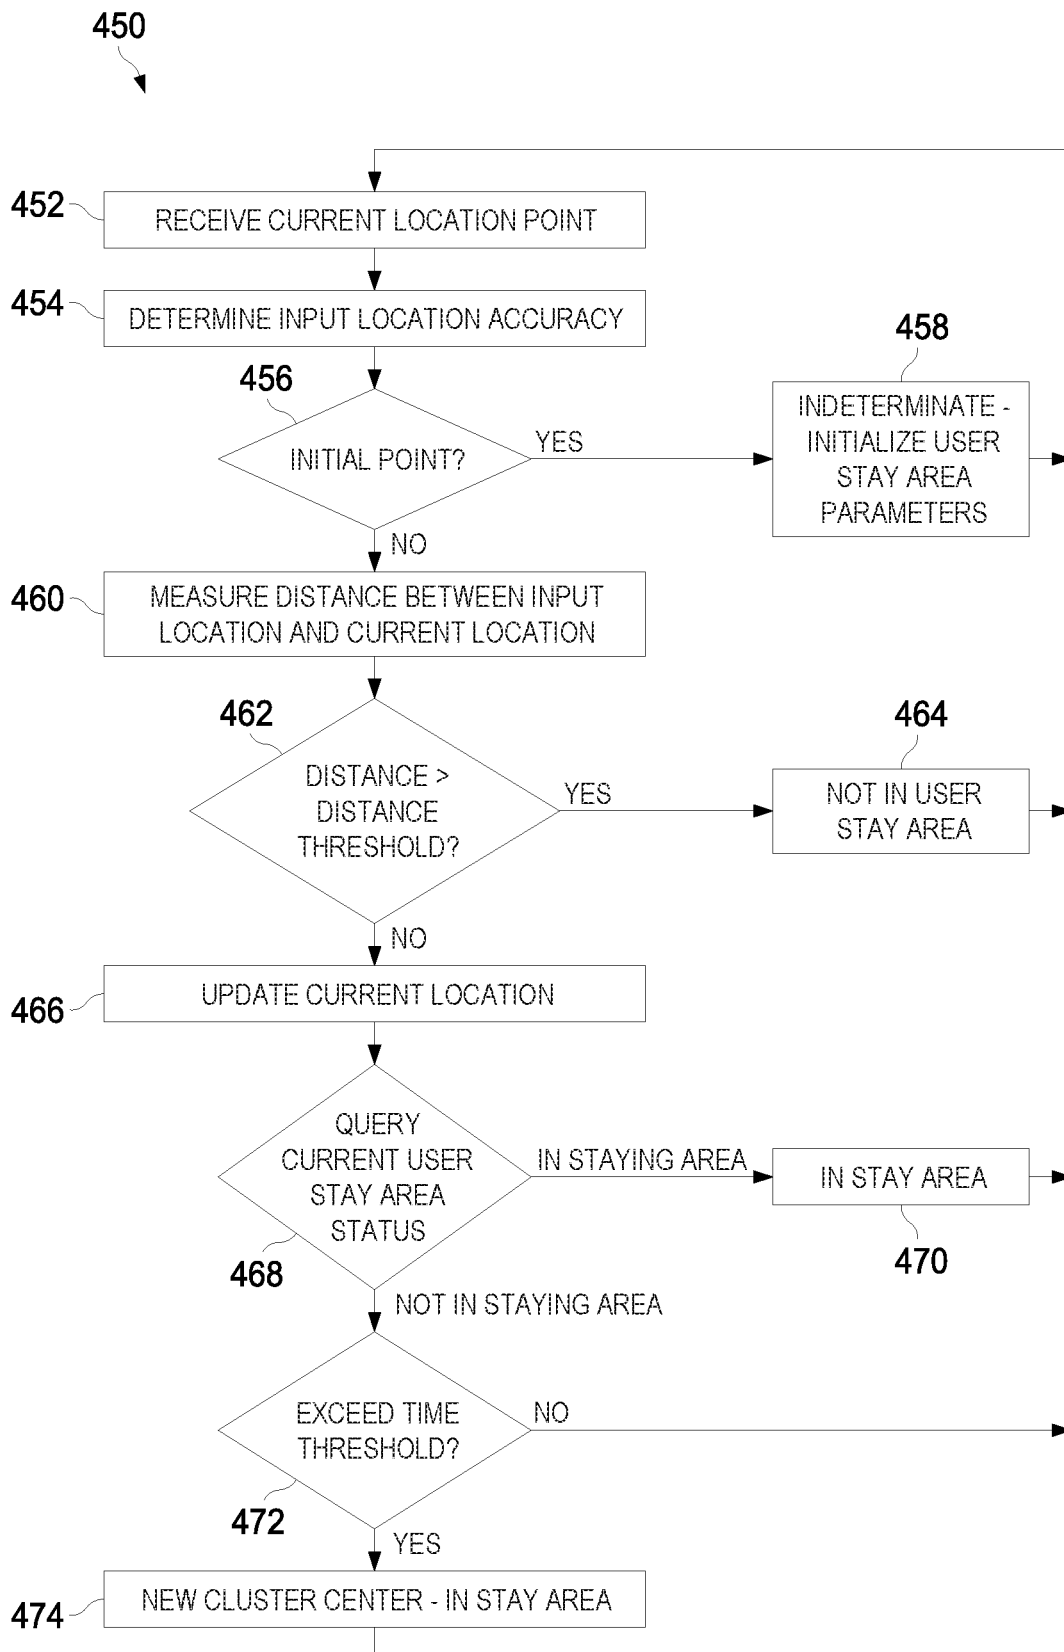 450
452
RECEIVE CURRENT LOCATION POINT
454
DETERMINE INPUT LOCATION ACCURACY
456
INITIAL POINT?
YES
458
INDETERMINATE -
INITIALIZE USER
STAY AREA
PARAMETERS
NO
460
MEASURE DISTANCE BETWEEN INPUT
LOCATION AND CURRENT LOCATION
462
DISTANCE >
DISTANCE
THRESHOLD?
YES
464
NOT IN USER
STAY AREA
NO
466
UPDATE CURRENT LOCATION
468
QUERY
CURRENT USER
STAY AREA
STATUS
IN STAYING AREA
IN STAY AREA
470
NOT IN STAYING AREA
EXCEED TIME
THRESHOLD?
NO
472
YES
474
NEW CLUSTER CENTER - IN STAY AREA